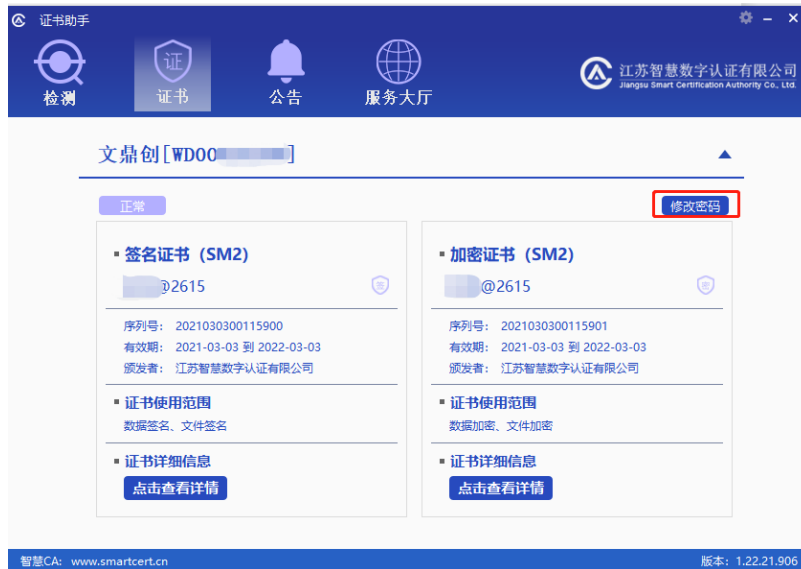 证书助手
检测 证书 公告 服务大厅
江苏智慧数字认证有限公司
Jiangsu Smart Certification Authority Co., Ltd.
文鼎创[WD00 ]
正常 修改密码
签名证书（SM2）
@2615
序列号： 2021030300115900
有效期： 2021-03-03 到 2022-03-03
颁发者： 江苏智慧数字认证有限公司
证书使用范围
数据签名、文件签名
证书详细信息
点击查看详情
加密证书（SM2）
@2615
密
序列号： 2021030300115901
有效期： 2021-03-03 到 2022-03-03
颁发者： 江苏智慧数字认证有限公司
证书使用范围
数据加密、文件加密
证书详细信息
点击查看详情
智慧CA: www.smartcert.cn
版本: 1.22.21.906